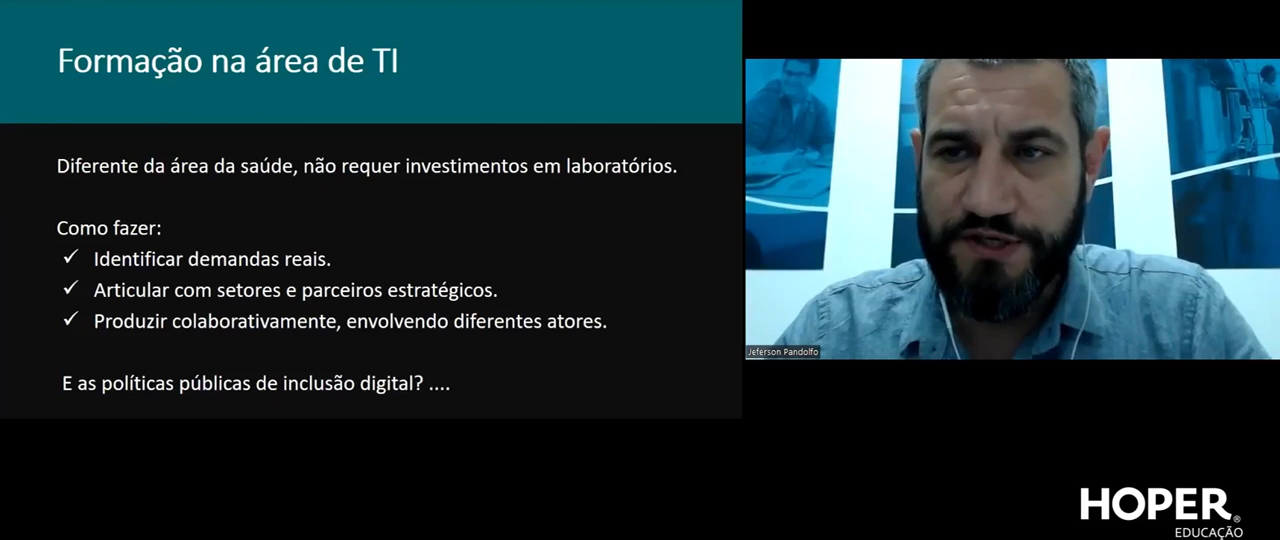 Formação na área de TI
Diferente da área da saúde, não requer investimentos em laboratórios.
Como fazer:
✓ Identificar demandas reais.
✓ Articular com setores e parceiros estratégicos.
✓ Produzir colaborativamente, envolvendo diferentes atores.
E as políticas públicas de inclusão digital? ....
Jeferson Pandolfo
HOPER®
EDUCAÇÃO